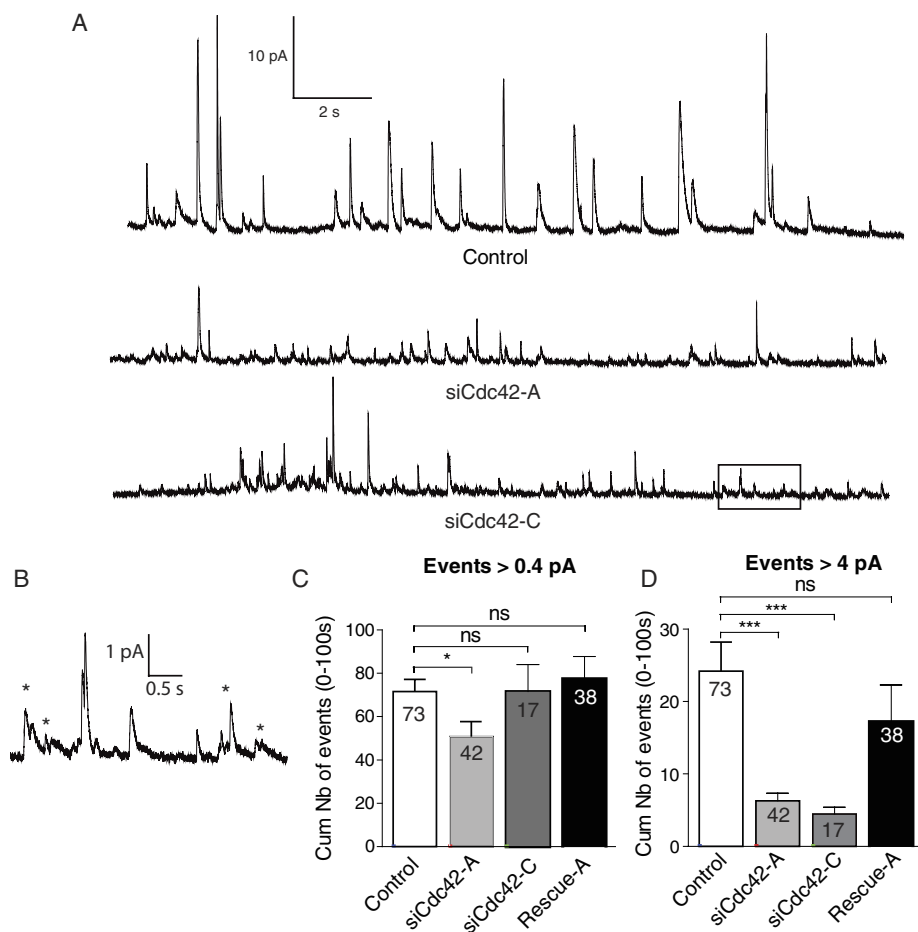 A
10 pA
2 s
Control
siCdc42-A
siCdc42-C
B
1 pA
0.5 s
*
*
*
*
C
Events > 0.4 pA
Cum Nb of events (0-100s)
100
80
60
40
20
0
ns
ns
*
73
42
17
38
Control
siCdc42-A
siCdc42-C
Rescue-A
D
Events > 4 pA
Cum Nb of events (0-100s)
30
20
10
0
ns
***
***
73
42
17
38
Control
siCdc42-A
siCdc42-C
Rescue-A